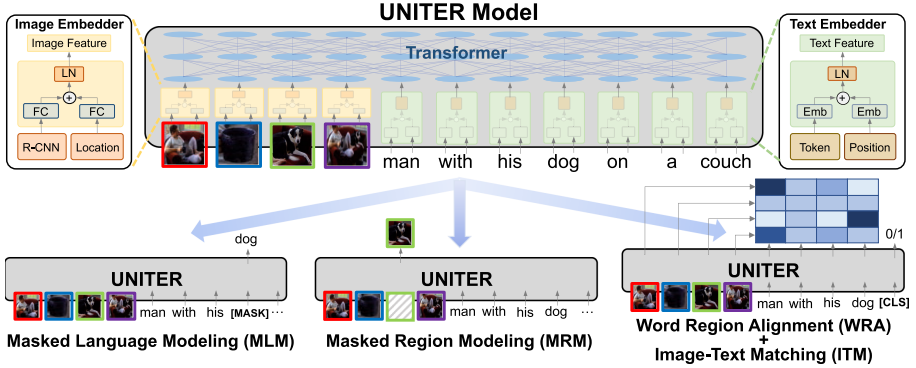 UNITER Model
Image Embedder
Image Feature
LN
FC
FC
R-CNN
Location
Transformer
man with his dog on a couch
Text Embedder
Text Feature
LN
Emb
Emb
Token
Position
dog
UNITER
man with his [MASK] ...
Masked Language Modeling (MLM)
UNITER
man with his dog ...
Masked Region Modeling (MRM)
0/1
UNITER
man with his dog [CLS]
Word Region Alignment (WRA)
+
Image-Text Matching (ITM)